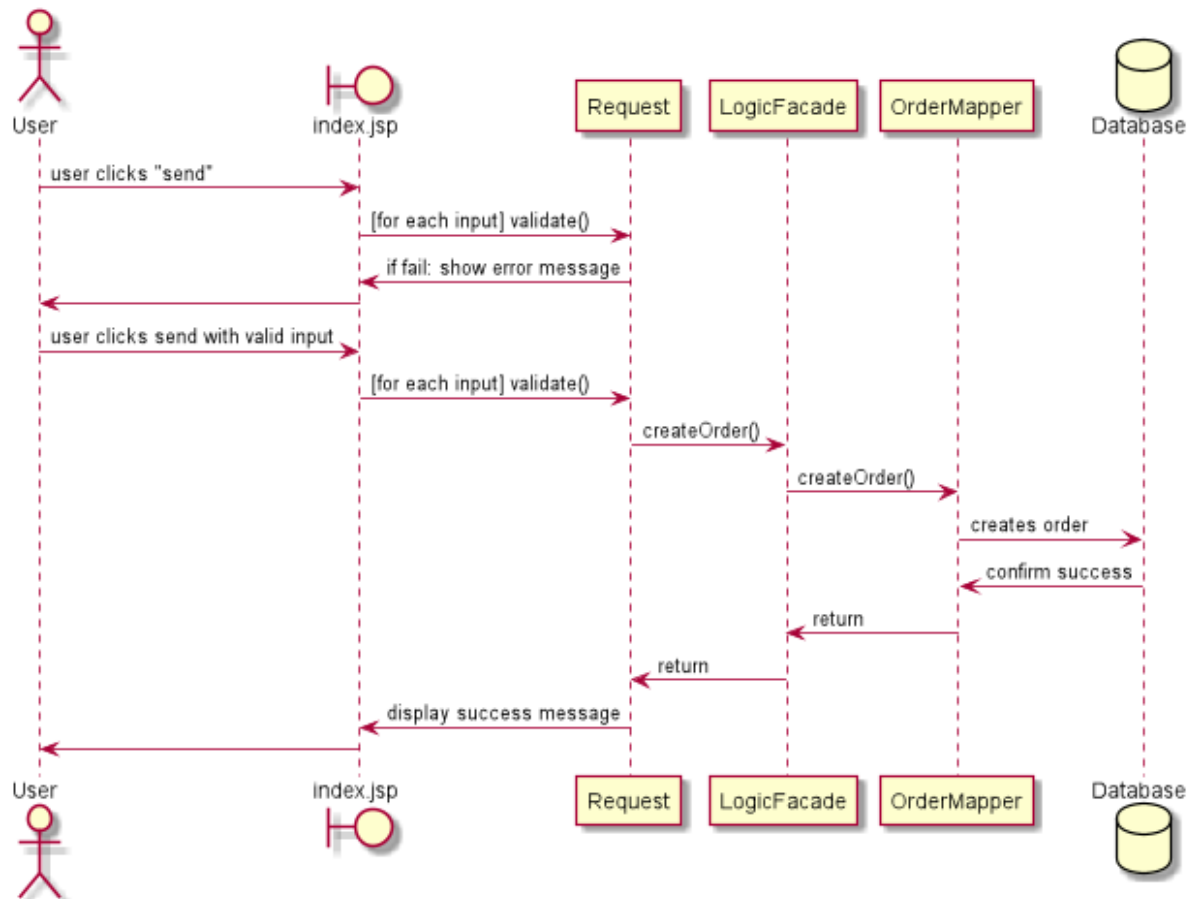 User
index.jsp
Request
LogicFacade
OrderMapper
Database
user clicks "send"
[for each input] validate()
if fail: show error message
user clicks send with valid input
[for each input] validate()
createOrder()
createOrder()
creates order
confirm success
return
return
display success message
User
index.jsp
Request
LogicFacade
OrderMapper
Database